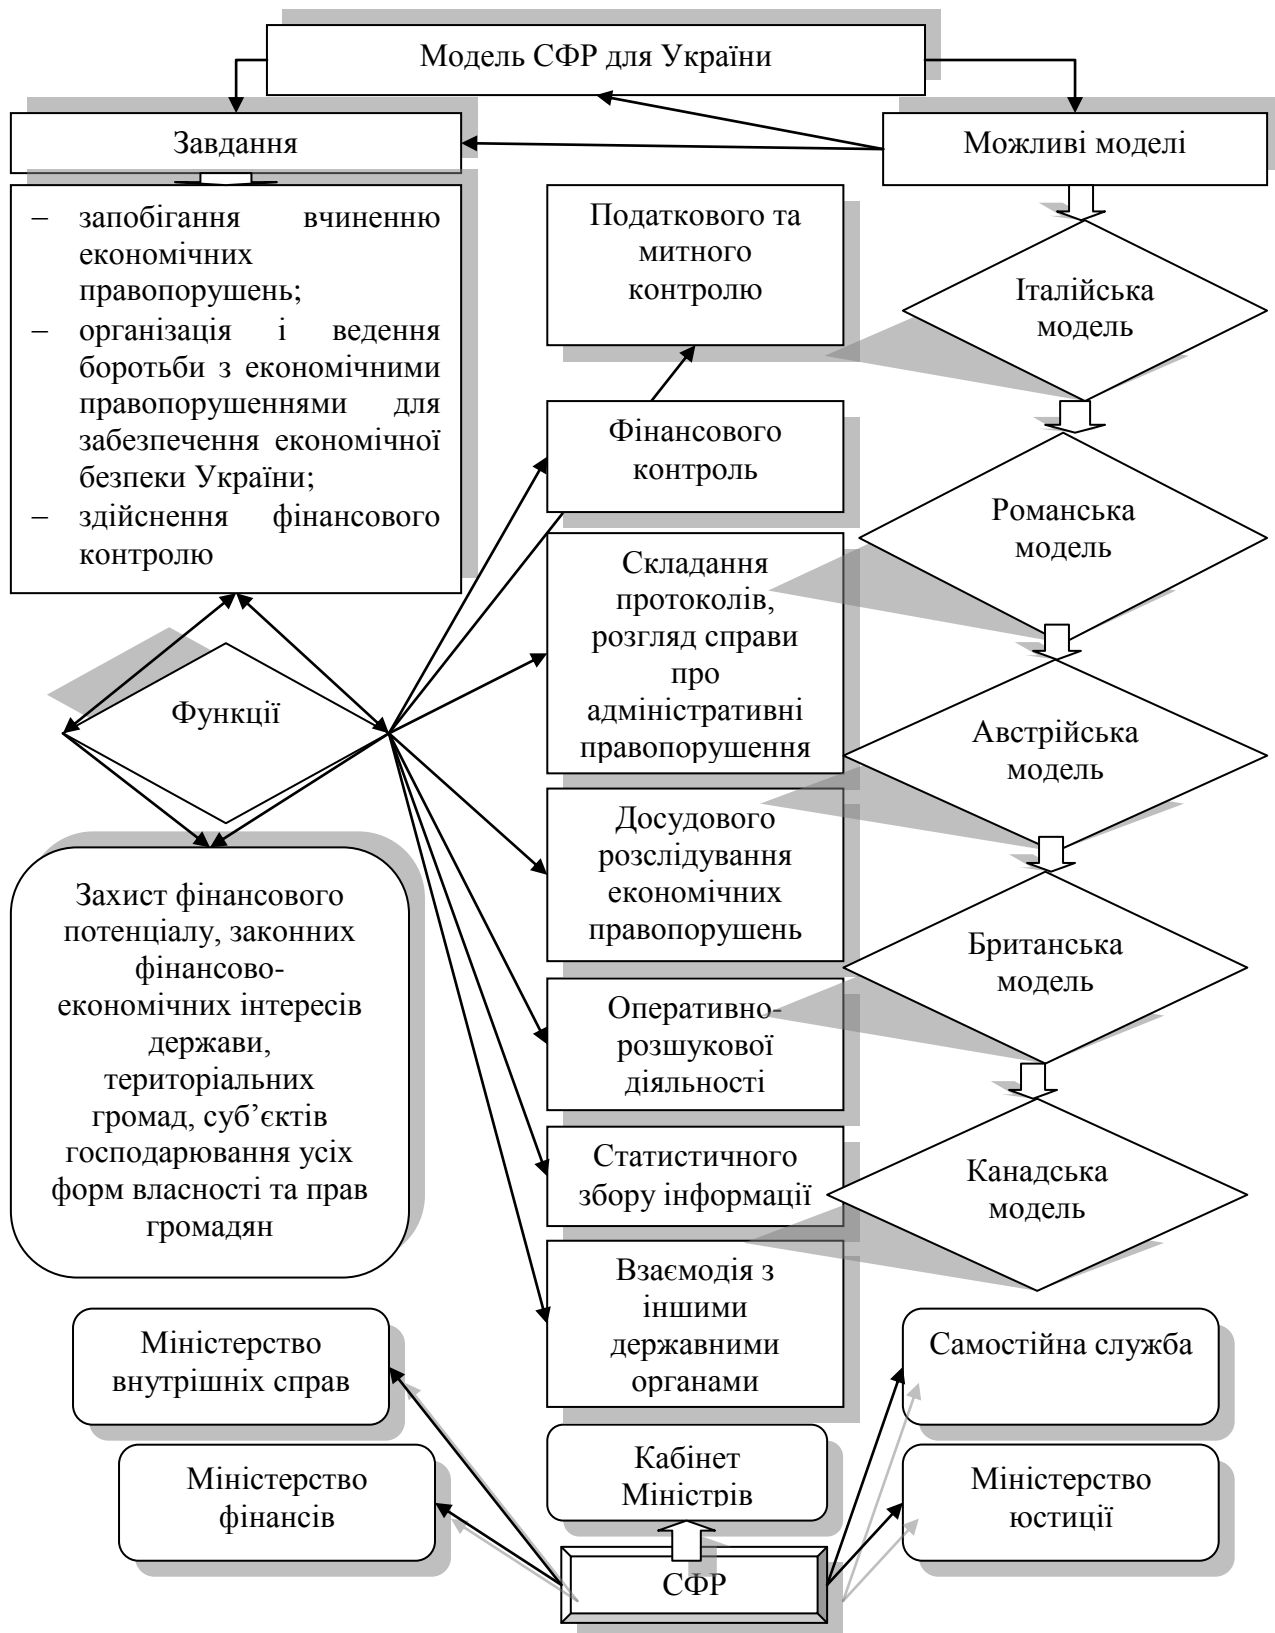 Модель СФР для України
Завдання
Можливі моделі
– запобігання вчиненню
економічних
правопорушень;
– організація і ведення
боротьби з економічними
правопорушеннями для
забезпечення економічної
безпеки України;
– здійснення фінансового
контролю
Функції
Захист фінансового
потенціалу, законних
фінансово-
економічних інтересів
держави,
територіальних
громад, суб’єктів
господарювання усіх
форм власності та прав
громадян
Податкового та
митного
контролю
Фінансового
контроль
Складання
протоколів,
розгляд справи
про
адміністративні
правопорушення
Досудового
розслідування
економічних
правопорушень
Оперативно-
розшукової
діяльності
Статистичного
збору інформації
Взаємодія з
іншими
державними
органами
Італійська
модель
Романська
модель
Австрійська
модель
Британська
модель
Канадська
модель
Міністерство
внутрішніх справ
Міністерство
фінансів
Кабінет
Міністрів
Самостійна служба
Міністерство
юстиції
СФР